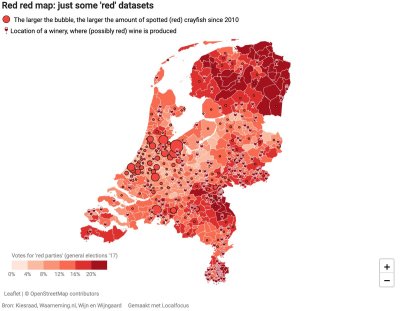 Red red map: just some 'red' datasets
The larger the bubble, the larger the amount of spotted (red) crayfish since 2010
Location of a winery, where (possibly red) wine is produced
Votes for 'red parties' (general elections '17)
0% 4% 8% 12% 16% 20%
+
−
Leaflet | © OpenStreetMap contributors
Bron: Kiesraad, Waarneming.nl, Wijn en Wijngaard Gemaakt met Localfocus